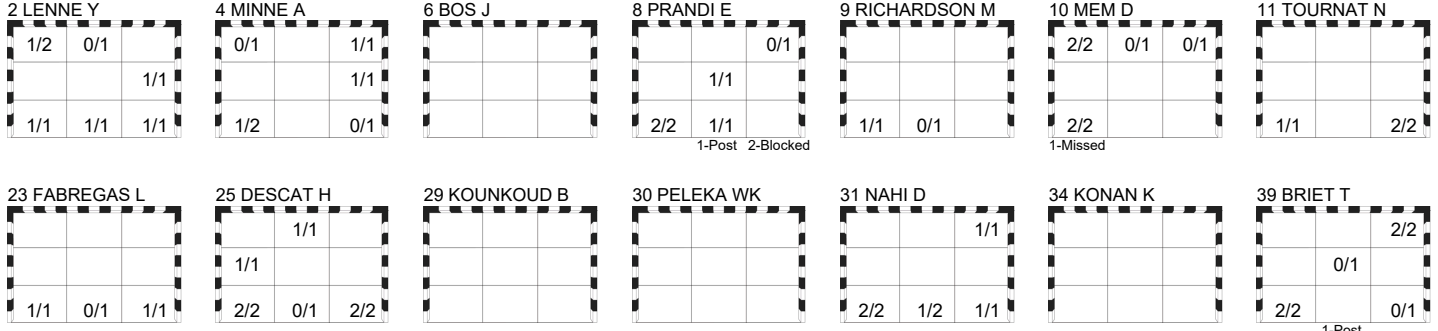 2 LENNE Y 4 MINNE A 6 BOS J 8 PRANDI E 9 RICHARDSON M 10 MEM D 11 TOURNAT N
1/2 0/1 0/1 1/1 0/1 2/2 0/1 0/1
1/1 1/1 1/1
1/1 1/1 1/1 1/2 0/1 2/2 1/1 1/1 0/1 2/2 1/1 2/2
1-Post 2-Blocked 1-Missed
23 FABREGAS L 25 DESCAT H 29 KOUNKOUD B 30 PELEKA WK 31 NAHI D 34 KONAN K 39 BRIET T
1/1 1/1 2/2
1/1 0/1
1/1 0/1 1/1 2/2 0/1 2/2 2/2 1/2 1/1 2/2 0/1
1-Post